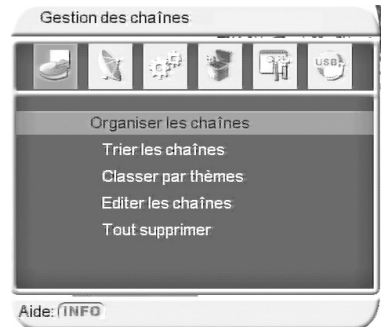 Gestion des chaînes
USB
Organiser les chaînes
Trier les chaînes
Classer par thèmes
Editer les chaînes
Tout supprimer
Aide: INFO